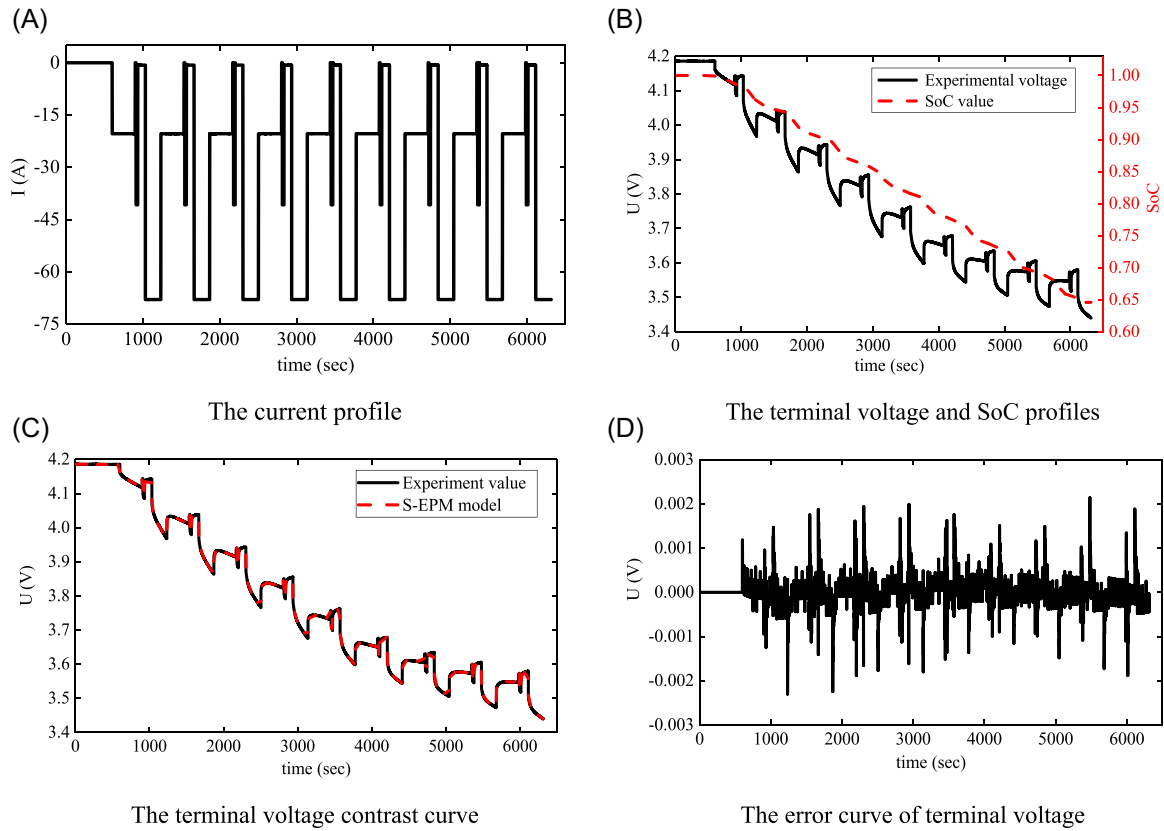 (A)
0
-15
-30
-45
-60
-75
I (A)
0 1000 2000 3000 4000 5000 6000
time (sec)
The current profile
(B)
4.2
4.1
4.0
3.9
3.8
3.7
3.6
3.5
3.4
U (V)
Experimental voltage
SoC value
1.00
0.95
0.90
0.85
0.80
0.75
0.70
0.65
0.60
SoC
0 1000 2000 3000 4000 5000 6000
time (sec)
The terminal voltage and SoC profiles
(C)
4.2
4.1
4.0
3.9
3.8
3.7
3.6
3.5
3.4
U (V)
Experiment value
S-EPM model
0 1000 2000 3000 4000 5000 6000
time (sec)
The terminal voltage contrast curve
(D)
0.003
0.002
0.001
0.000
-0.001
-0.002
-0.003
U (V)
0 1000 2000 3000 4000 5000 6000
time (sec)
The error curve of terminal voltage